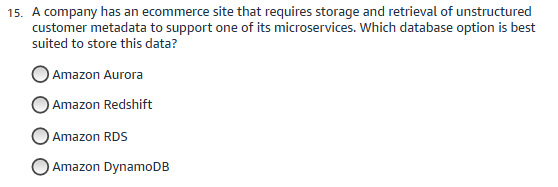 15. A company has an ecommerce site that requires storage and retrieval of unstructured
customer metadata to support one of its microservices. Which database option is best
suited to store this data?
Amazon Aurora
Amazon Redshift
Amazon RDS
Amazon DynamoDB